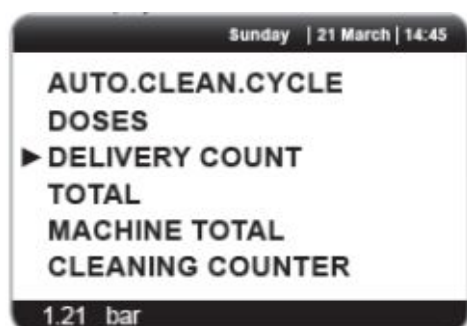 Sunday | 21 March | 14:45
AUTO.CLEAN.CYCLE
DOSES
►DELIVERY COUNT
TOTAL
MACHINE TOTAL
CLEANING COUNTER
1.21 bar